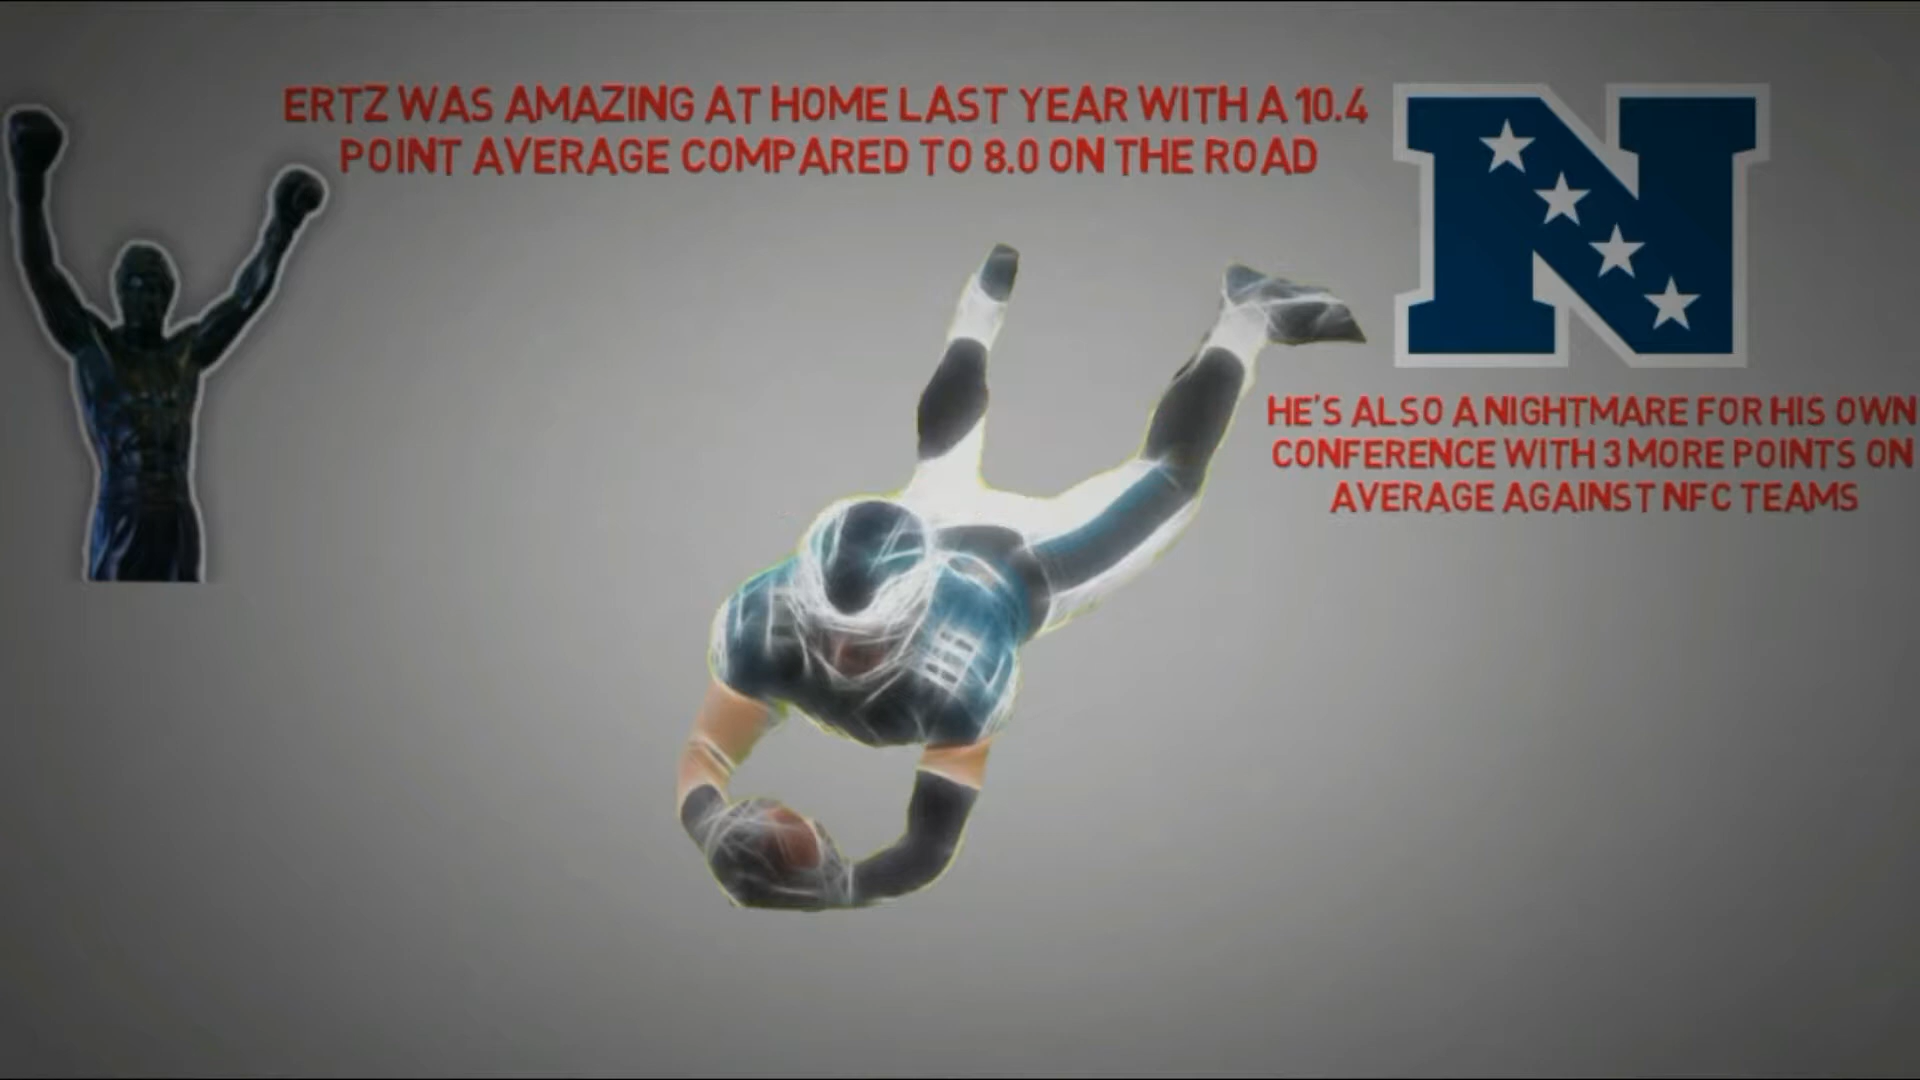 ERTZ WAS AMAZING AT HOME LAST YEAR WITH A 10.4
POINT AVERAGE COMPARED TO 8.0 ON THE ROAD
N
HE'S ALSO A NIGHTMARE FOR HIS OWN
CONFERENCE WITH 3 MORE POINTS ON
AVERAGE AGAINST NFC TEAMS